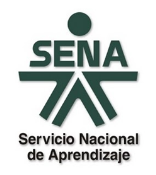 SENA
Servicio Nacional
de Aprendizaje